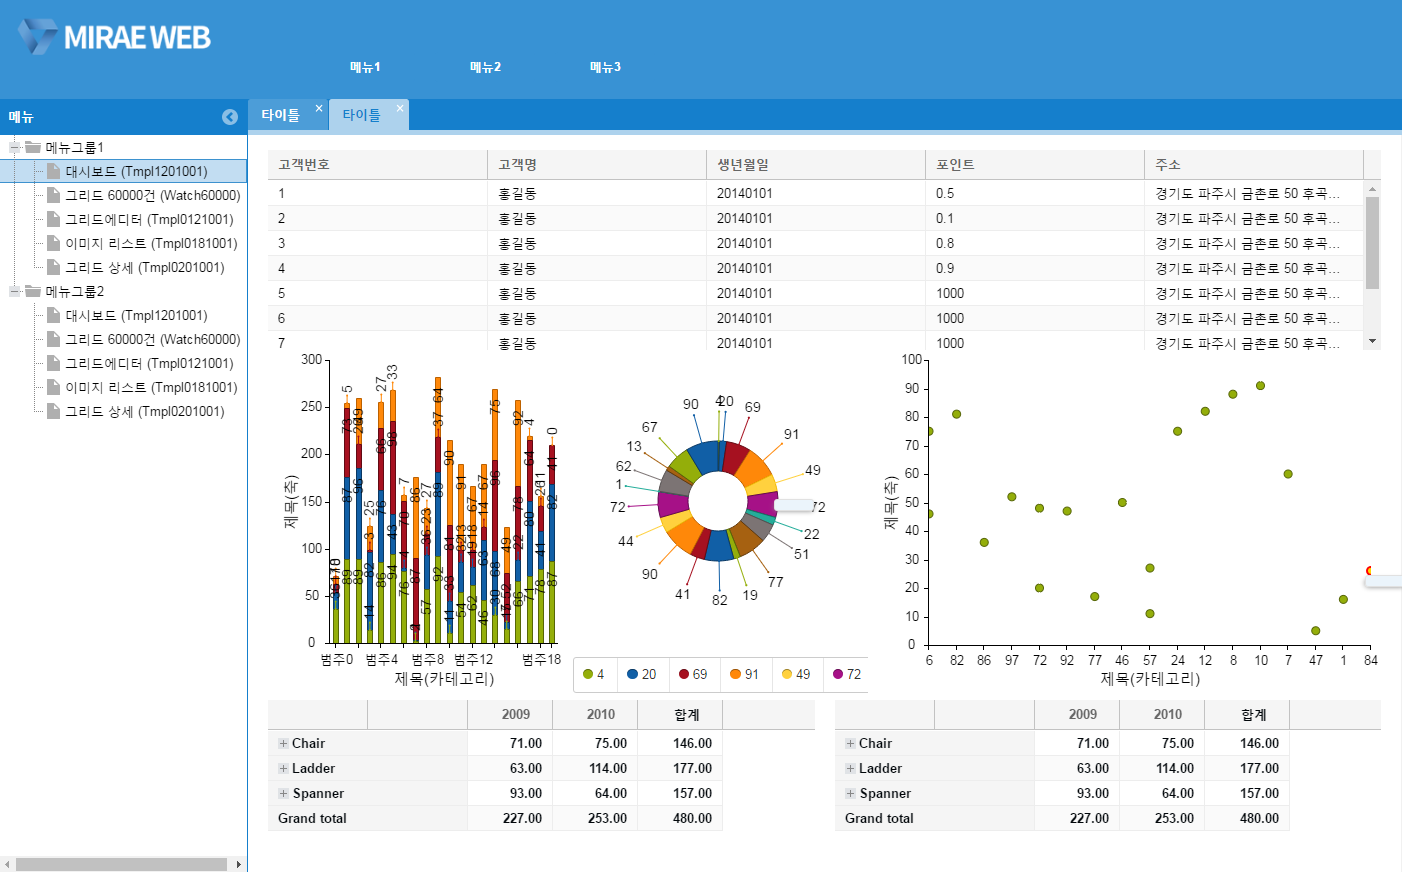 MIRAE WEB
메뉴1 메뉴2 메뉴3
메뉴
타이틀 × 타이틀 ×
메뉴그룹1
대시보드 (Tmpl1201001)
그리드 60000건 (Watch60000)
그리드에디터 (Tmpl0121001)
이미지 리스트 (Tmpl0181001)
그리드 상세 (Tmpl0201001)
메뉴그룹2
대시보드 (Tmpl1201001)
그리드 60000건 (Watch60000)
그리드에디터 (Tmpl0121001)
이미지 리스트 (Tmpl0181001)
그리드 상세 (Tmpl0201001)
고객번호 고객명 생년월일 포인트 주소
1 홍길동 20140101 0.5 경기도 파주시 금촌로 50 후곡...
2 홍길동 20140101 0.1 경기도 파주시 금촌로 50 후곡...
3 홍길동 20140101 0.8 경기도 파주시 금촌로 50 후곡...
4 홍길동 20140101 0.9 경기도 파주시 금촌로 50 후곡...
5 홍길동 20140101 1000 경기도 파주시 금촌로 50 후곡...
6 홍길동 20140101 1000 경기도 파주시 금촌로 50 후곡...
7 홍길동 20140101 1000 경기도 파주시 금촌로 50 후곡...
제목(축)
300
250
200
150
100
50
0
범주0 범주4 범주8 범주12 범주18
제목(카테고리)
4
20
69
91
49
72
22
51
77
19
82
41
90
44
72
1
62
13
67
90
4 20 69 91 49 72
제목(축)
100
90
80
70
60
50
40
30
20
10
0
6 82 86 97 72 92 77 46 57 24 12 8 10 7 47 1 84
제목(카테고리)
2009 2010 합계
Chair 71.00 75.00 146.00
Ladder 63.00 114.00 177.00
Spanner 93.00 64.00 157.00
Grand total 227.00 253.00 480.00
2009 2010 합계
Chair 71.00 75.00 146.00
Ladder 63.00 114.00 177.00
Spanner 93.00 64.00 157.00
Grand total 227.00 253.00 480.00